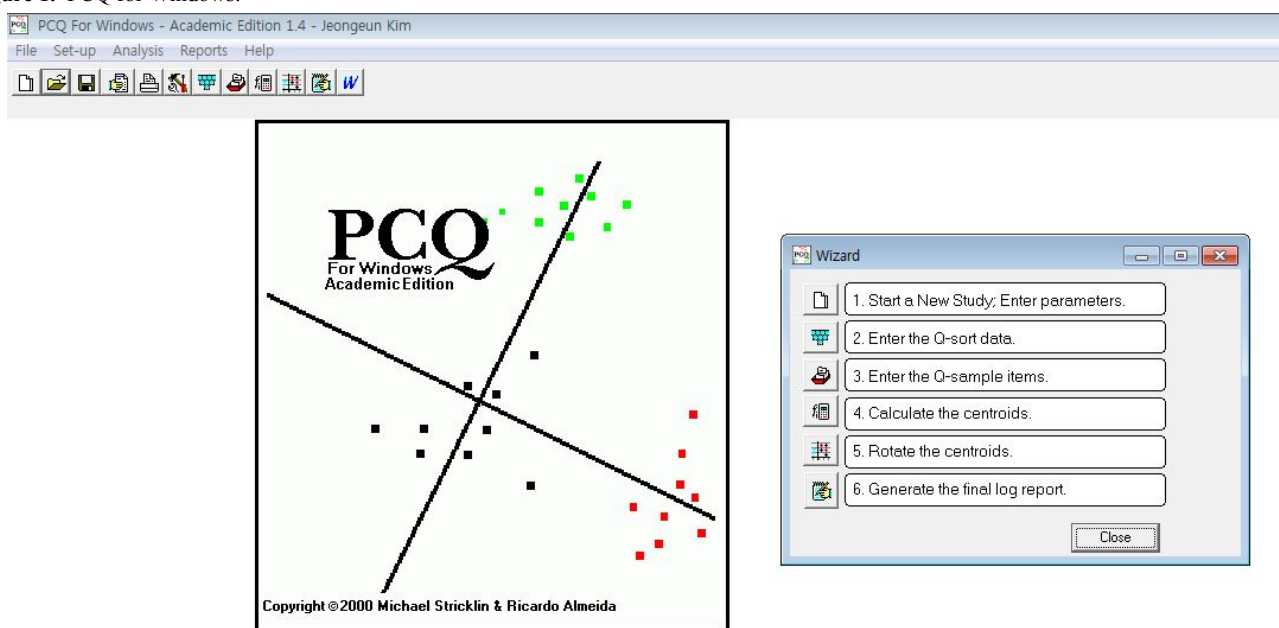 PCQ For Windows - Academic Edition 1.4 - Jeongeun Kim
File Set-up Analysis Reports Help
W
PCQ
For Windows
Academic Edition
Copyright ©2000 Michael Stricklin & Ricardo Almeida
Wizard
1. Start a New Study; Enter parameters.
2. Enter the Q-sort data.
3. Enter the Q-sample items.
4. Calculate the centroids.
5. Rotate the centroids.
6. Generate the final log report.
Close